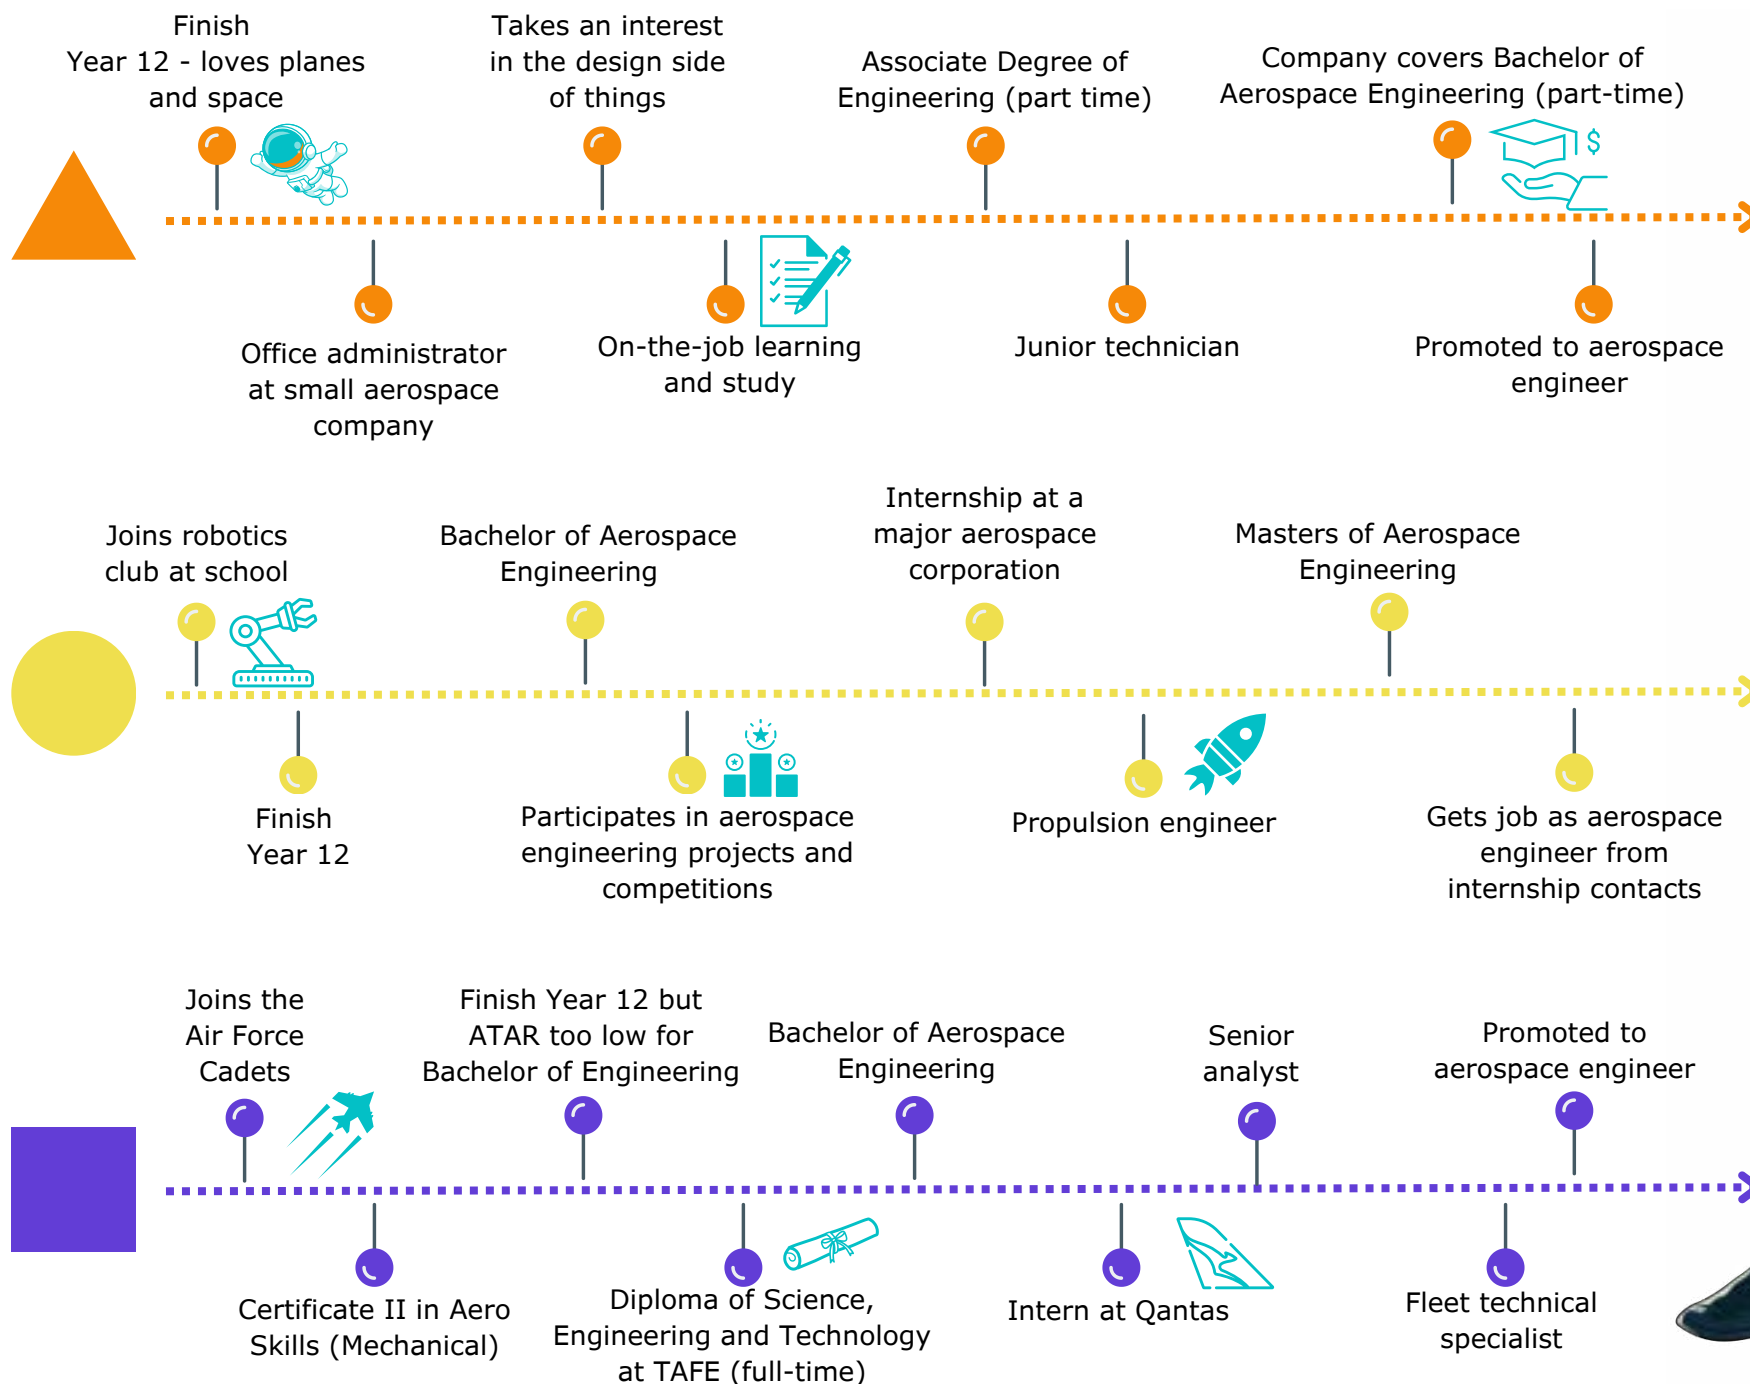 Finish
Year 12 - loves planes
and space
Takes an interest
in the design side
of things
Associate Degree of
Engineering (part time)
Company covers Bachelor of
Aerospace Engineering (part-time)
$
Office administrator
at small aerospace
company
On-the-job learning
and study
Junior technician
Promoted to aerospace
engineer
Joins robotics
club at school
Bachelor of Aerospace
Engineering
Internship at a
major aerospace
corporation
Masters of Aerospace
Engineering
Finish
Year 12
Participates in aerospace
engineering projects and
competitions
Propulsion engineer
Gets job as aerospace
engineer from
internship contacts
Joins the
Air Force
Cadets
Finish Year 12 but
ATAR too low for
Bachelor of Engineering
Bachelor of Aerospace
Engineering
Senior
analyst
Promoted to
aerospace engineer
Certificate II in Aero
Skills (Mechanical)
Diploma of Science,
Engineering and Technology
at TAFE (full-time)
Intern at Qantas
Fleet technical
specialist